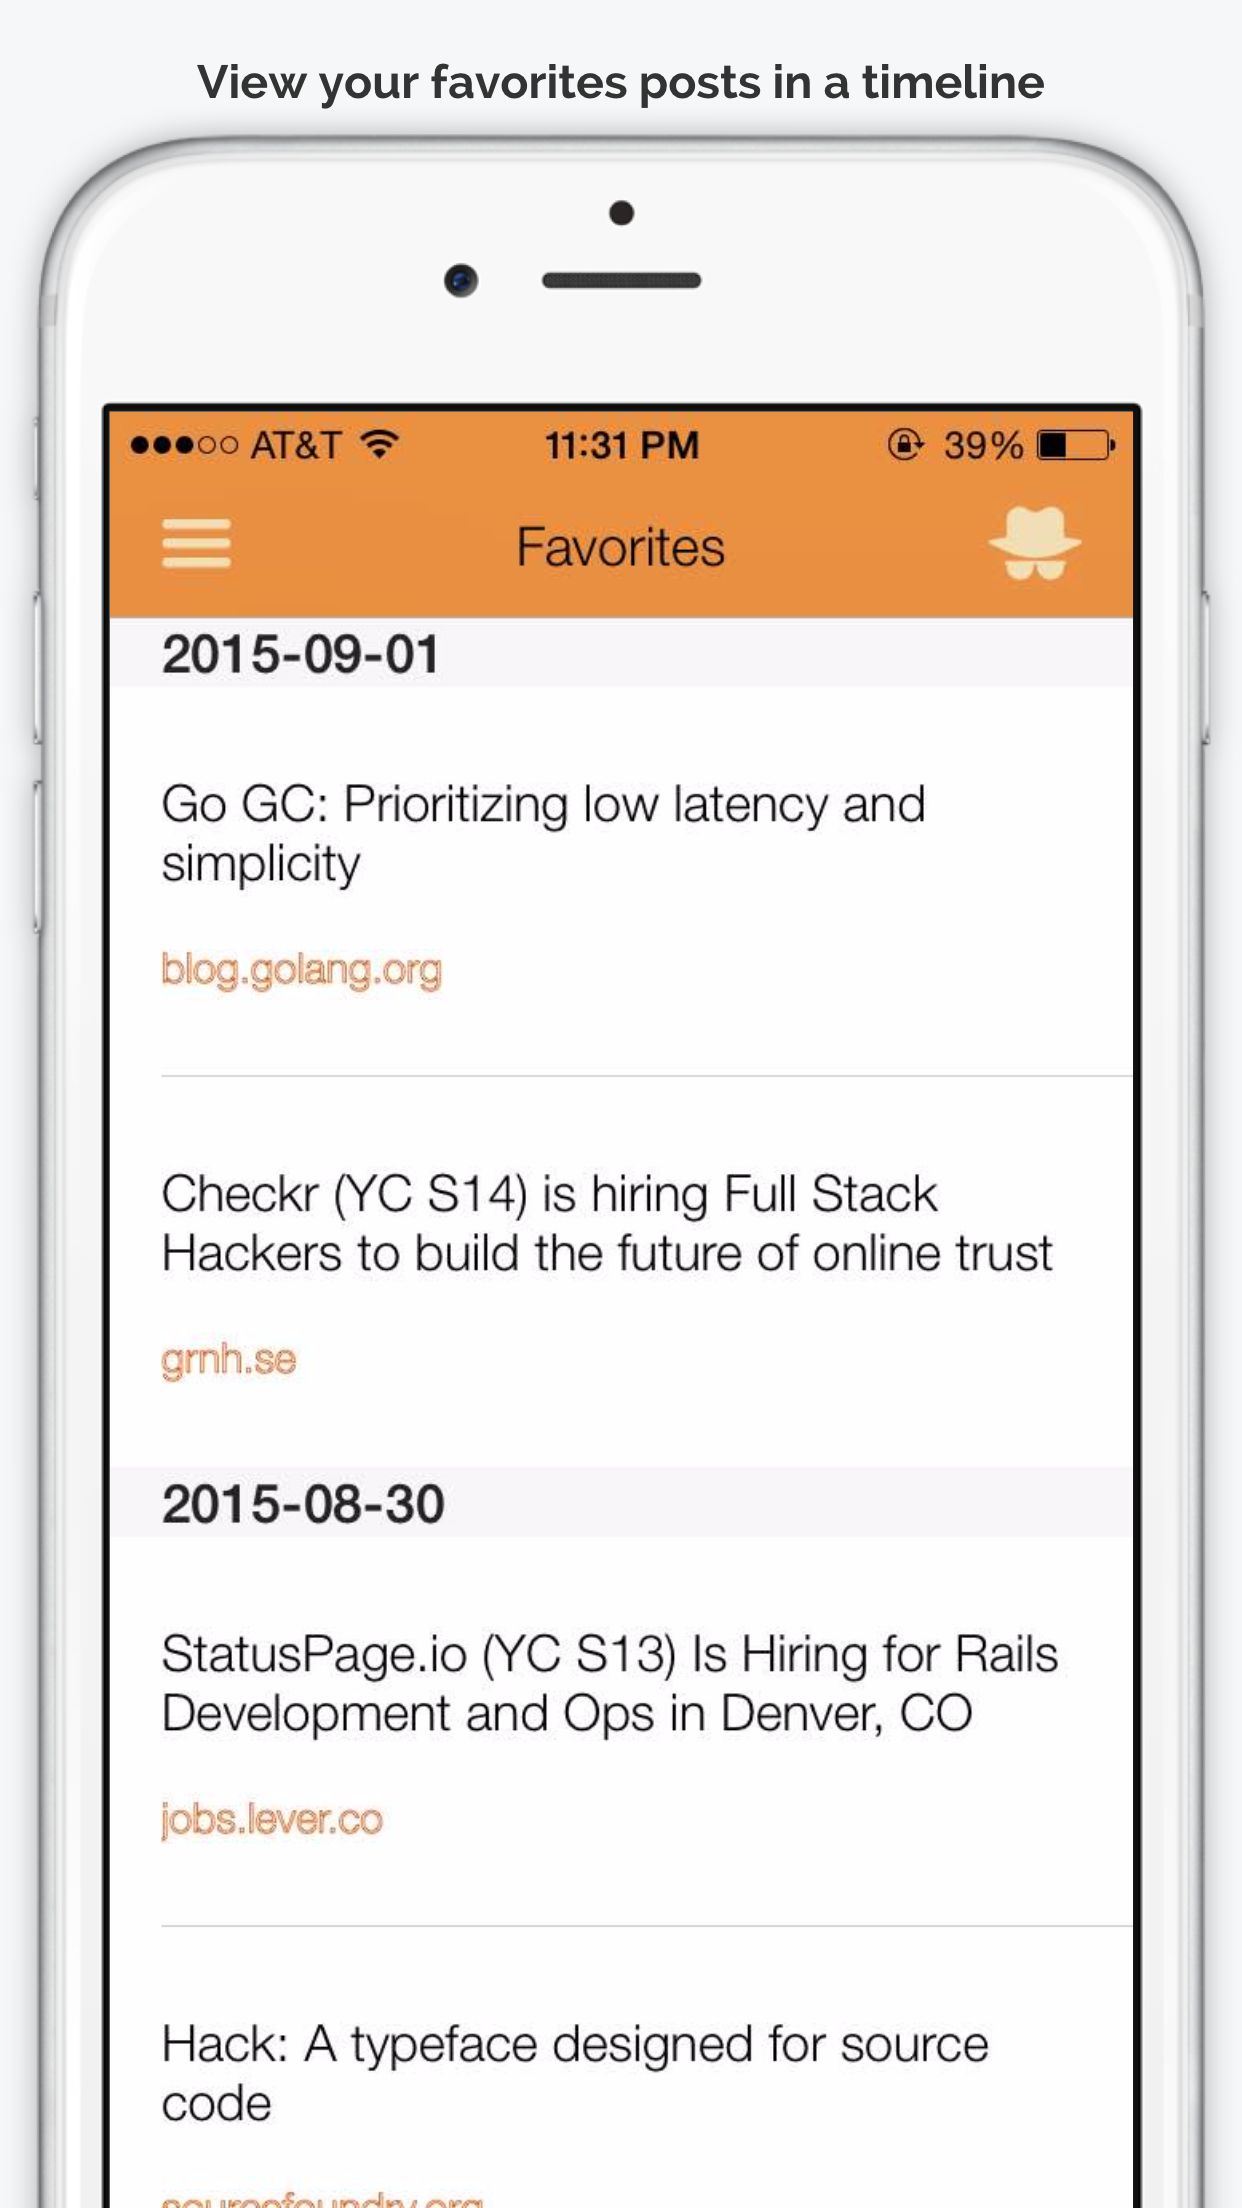 View your favorites posts in a timeline
AT&T 11:31 PM 39%
Favorites
2015-09-01
Go GC: Prioritizing low latency and
simplicity
blog.golang.org
Checkr (YC S14) is hiring Full Stack
Hackers to build the future of online trust
grnh.se
2015-08-30
StatusPage.io (YC S13) Is Hiring for Rails
Development and Ops in Denver, CO
jobs.lever.co
Hack: A typeface designed for source
code
sourcefoundry.org